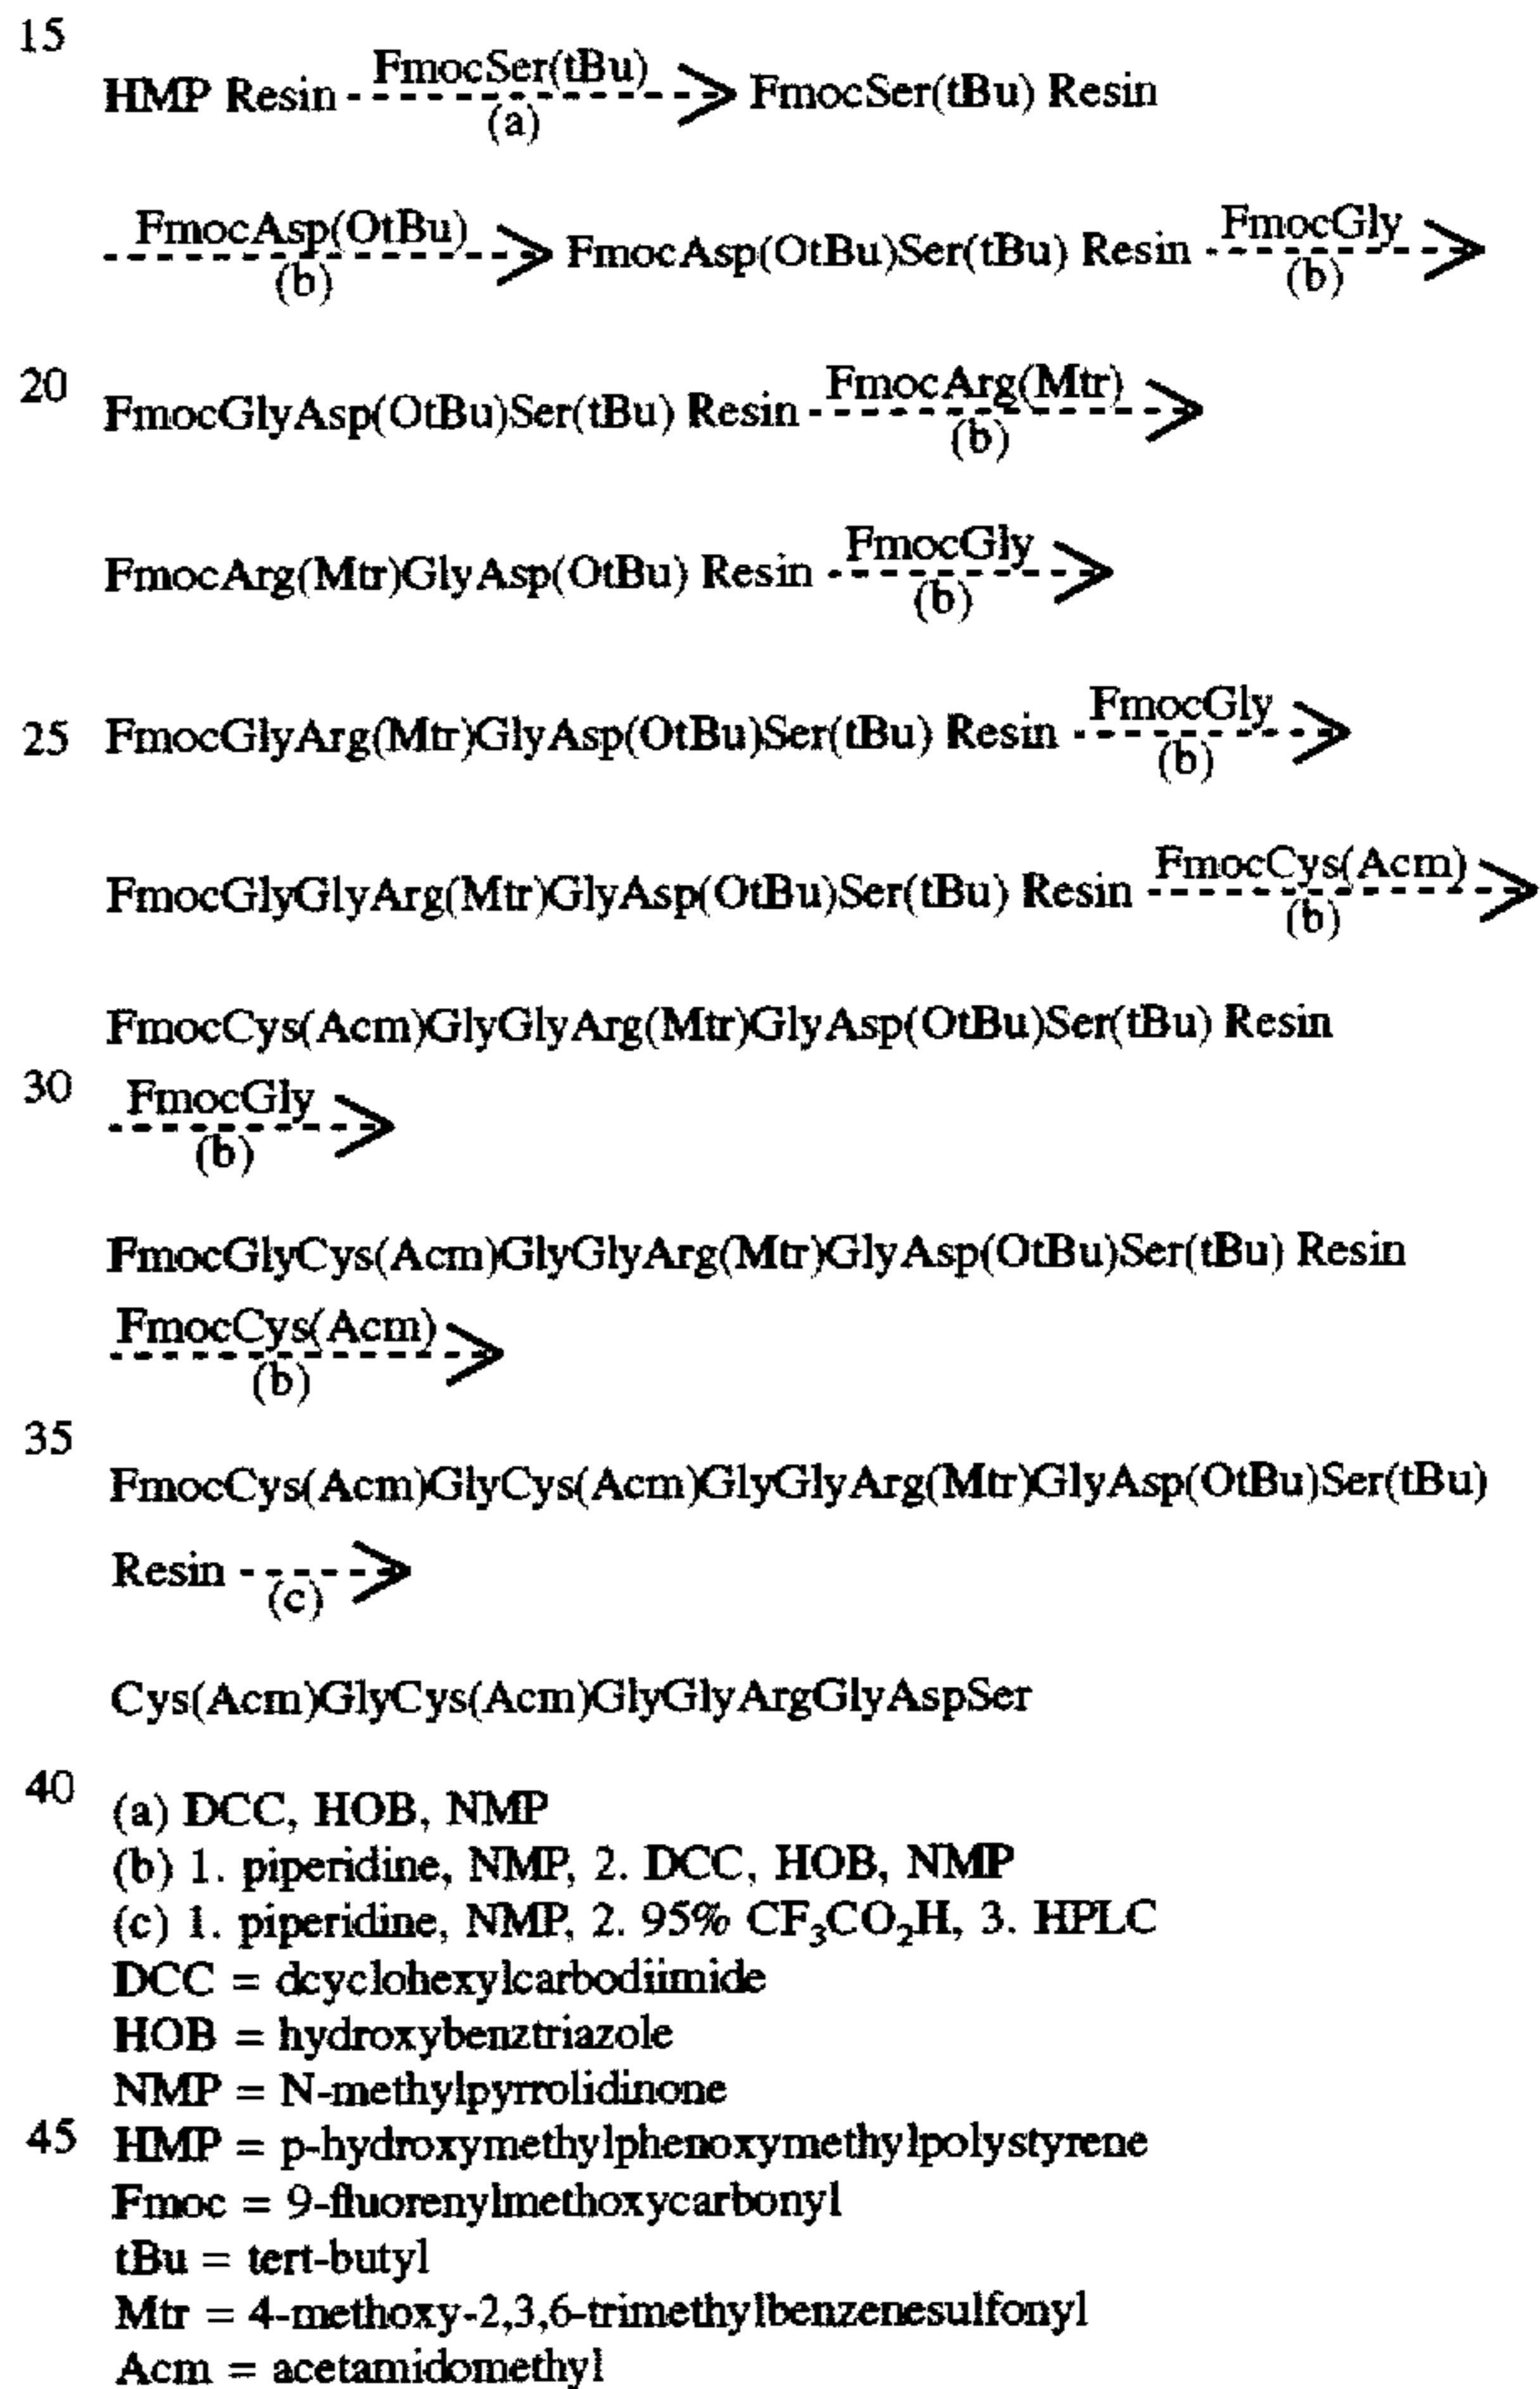 15
HMP Resin FmocSer(tBu) (a) FmocSer(tBu) Resin
FmocAsp(OtBu) (b) FmocAsp(OtBu)Ser(tBu) Resin FmocGly (b)
20 FmocGlyAsp(OtBu)Ser(tBu) Resin FmocArg(Mtr) (b)
FmocArg(Mtr)GlyAsp(OtBu) Resin FmocGly (b)
25 FmocGlyArg(Mtr)GlyAsp(OtBu)Ser(tBu) Resin FmocGly (b)
FmocGlyGlyArg(Mtr)GlyAsp(OtBu)Ser(tBu) Resin FmocCys(Acm) (b)
FmocCys(Acm)GlyGlyArg(Mtr)GlyAsp(OtBu)Ser(tBu) Resin
30 FmocGly (b)
FmocGlyCys(Acm)GlyGlyArg(Mtr)GlyAsp(OtBu)Ser(tBu) Resin
FmocCys(Acm) (b)
35
FmocCys(Acm)GlyCys(Acm)GlyGlyArg(Mtr)GlyAsp(OtBu)Ser(tBu)
Resin (c)
Cys(Acm)GlyCys(Acm)GlyGlyArgGlyAspSer
40 (a) DCC, HOB, NMP
(b) 1. piperidine, NMP, 2. DCC, HOB, NMP
(c) 1. piperidine, NMP, 2. 95% CF₃CO₂H, 3. HPLC
DCC = dcyclohexylcarbodiimide
HOB = hydroxybenztriazole
NMP = N-methylpyrrolidinone
45 HMP = p-hydroxymethylphenoxymethylpolystyrene
Fmoc = 9-fluorenylmethoxycarbonyl
tBu = tert-butyl
Mtr = 4-methoxy-2,3,6-trimethylbenzenesulfonyl
Acm = acetamidomethyl